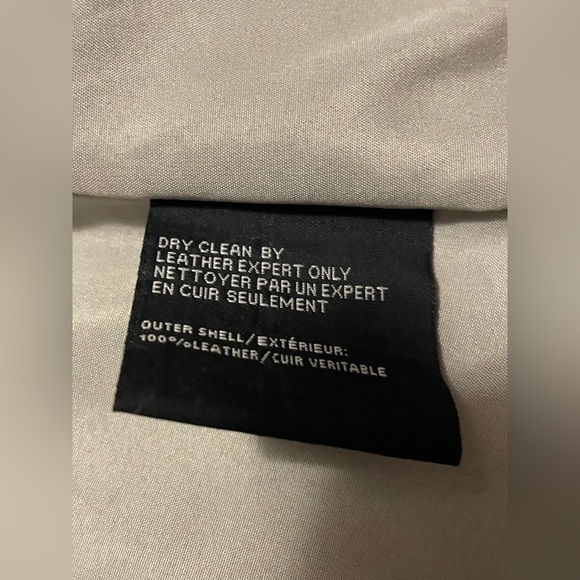 DRY CLEAN BY
LEATHER EXPERT ONLY
NETTOYER PAR UN EXPERT
EN CUIR SEULEMENT
OUTER SHELL/EXTÉRIEUR:
100%LEATHER/CUIR VERITABLE